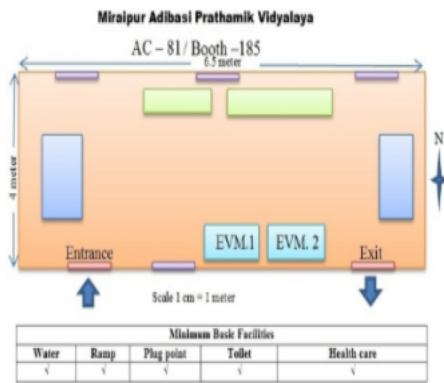 Miraipur Adibasi Prathamik Vidyalaya
AC – 81/ Booth –185
6.5 meter
4 meter
N
EVM.1
EVM. 2
Entrance
Exit
Scale 1 cm = 1 meter
Minimum Basic Facilities
Water Ramp Plug point Toilet Health care
√ √ √ √ √